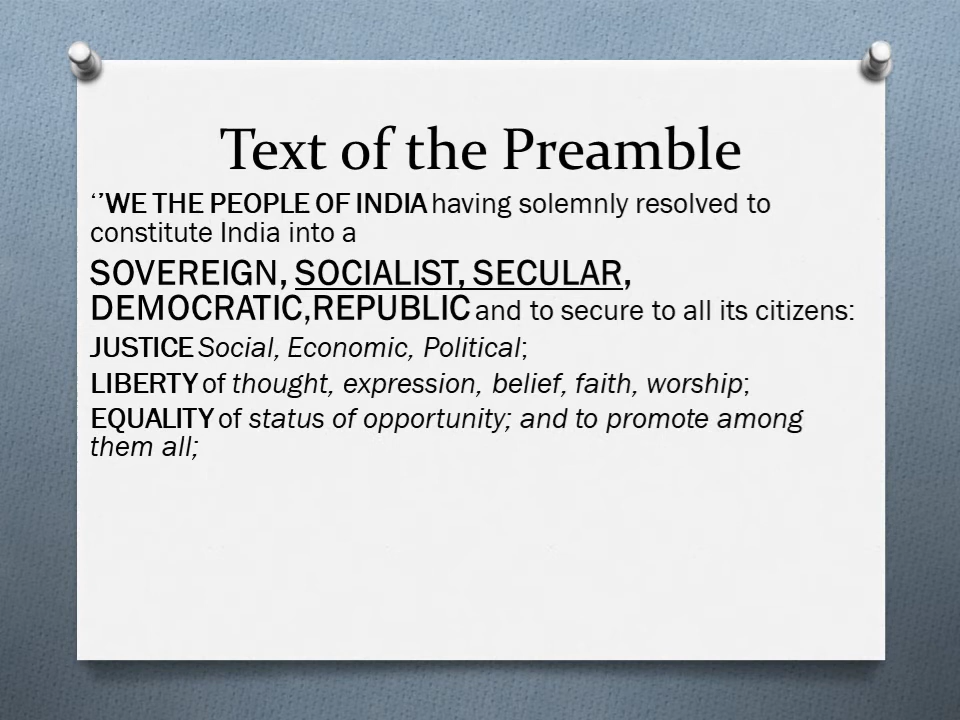 Text of the Preamble
‘’WE THE PEOPLE OF INDIA having solemnly resolved to
constitute India into a
SOVEREIGN, SOCIALIST, SECULAR,
DEMOCRATIC,REPUBLIC and to secure to all its citizens:
JUSTICE Social, Economic, Political;
LIBERTY of thought, expression, belief, faith, worship;
EQUALITY of status of opportunity; and to promote among
them all;